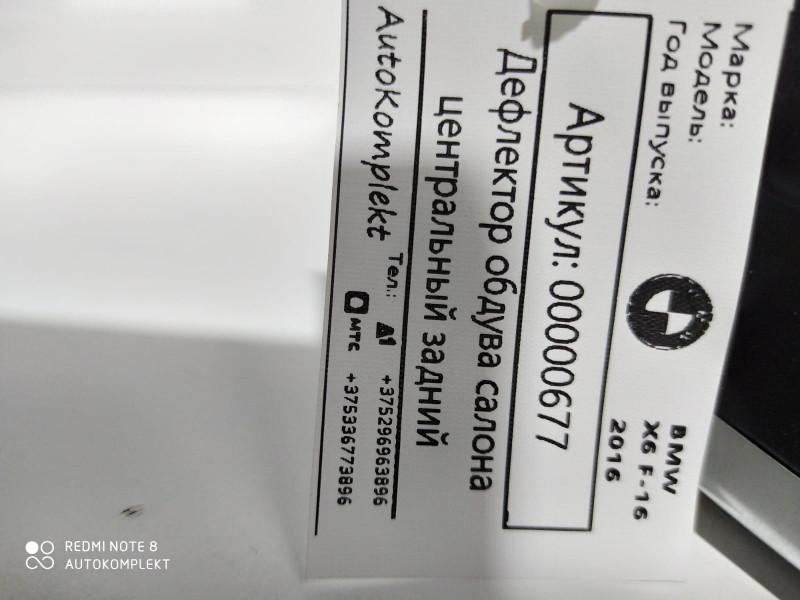 Марка: BMW
Модель: X6 F-16
Год выпуска: 2016
Артикул: 00000677
Дефлектор обдува салона
центральный задний
AutoKomplekt Тел.: A1 +375296963896
МТС +375336773896
REDMI NOTE 8
AUTOKOMPLEKT